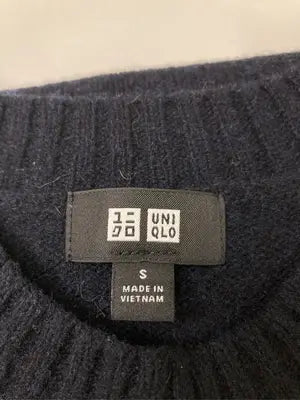 ユニ UNI
クロ QLO
S
MADE IN
VIETNAM